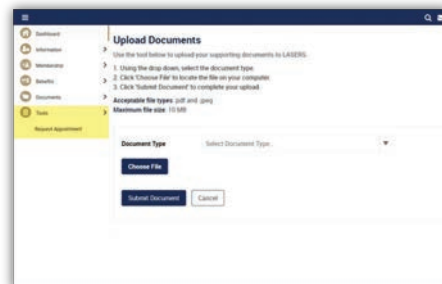 Dashboard
Information
Membership
Benefits
Documents
Tools
Request Appointment
Upload Documents
Use the tool below to upload your supporting documents to LASERS.
1. Using the drop down, select the document type.
2. Click 'Choose File' to locate the file on your computer.
3. Click 'Submit Document' to complete your upload.
Acceptable file types: pdf and .jpeg
Maximum file size: 10 MB
Document Type Select Document Type...
Choose File
Submit Document Cancel